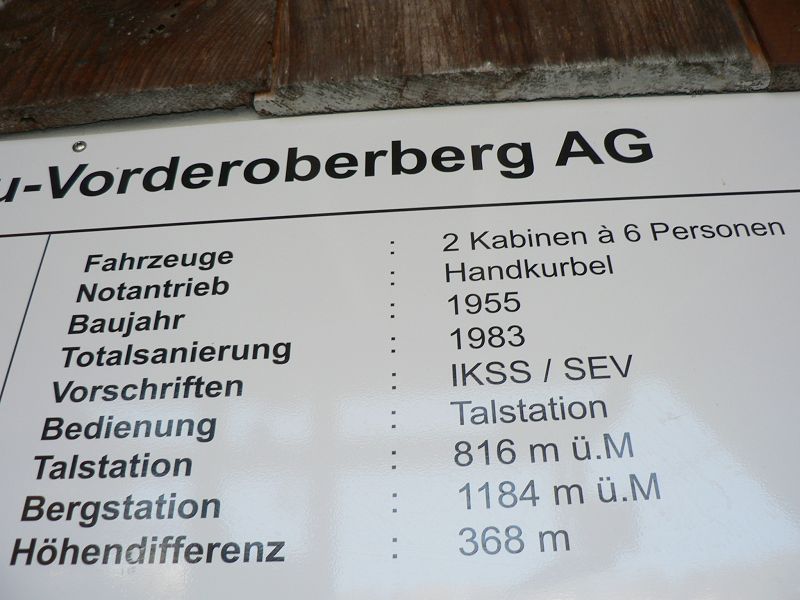 u-Vorderoberberg AG
Fahrzeuge : 2 Kabinen à 6 Personen
Notantrieb : Handkurbel
Baujahr : 1955
Totalsanierung : 1983
Vorschriften : IKSS / SEV
Bedienung : Talstation
Talstation : 816 m ü.M
Bergstation : 1184 m ü.M
Höhendifferenz : 368 m